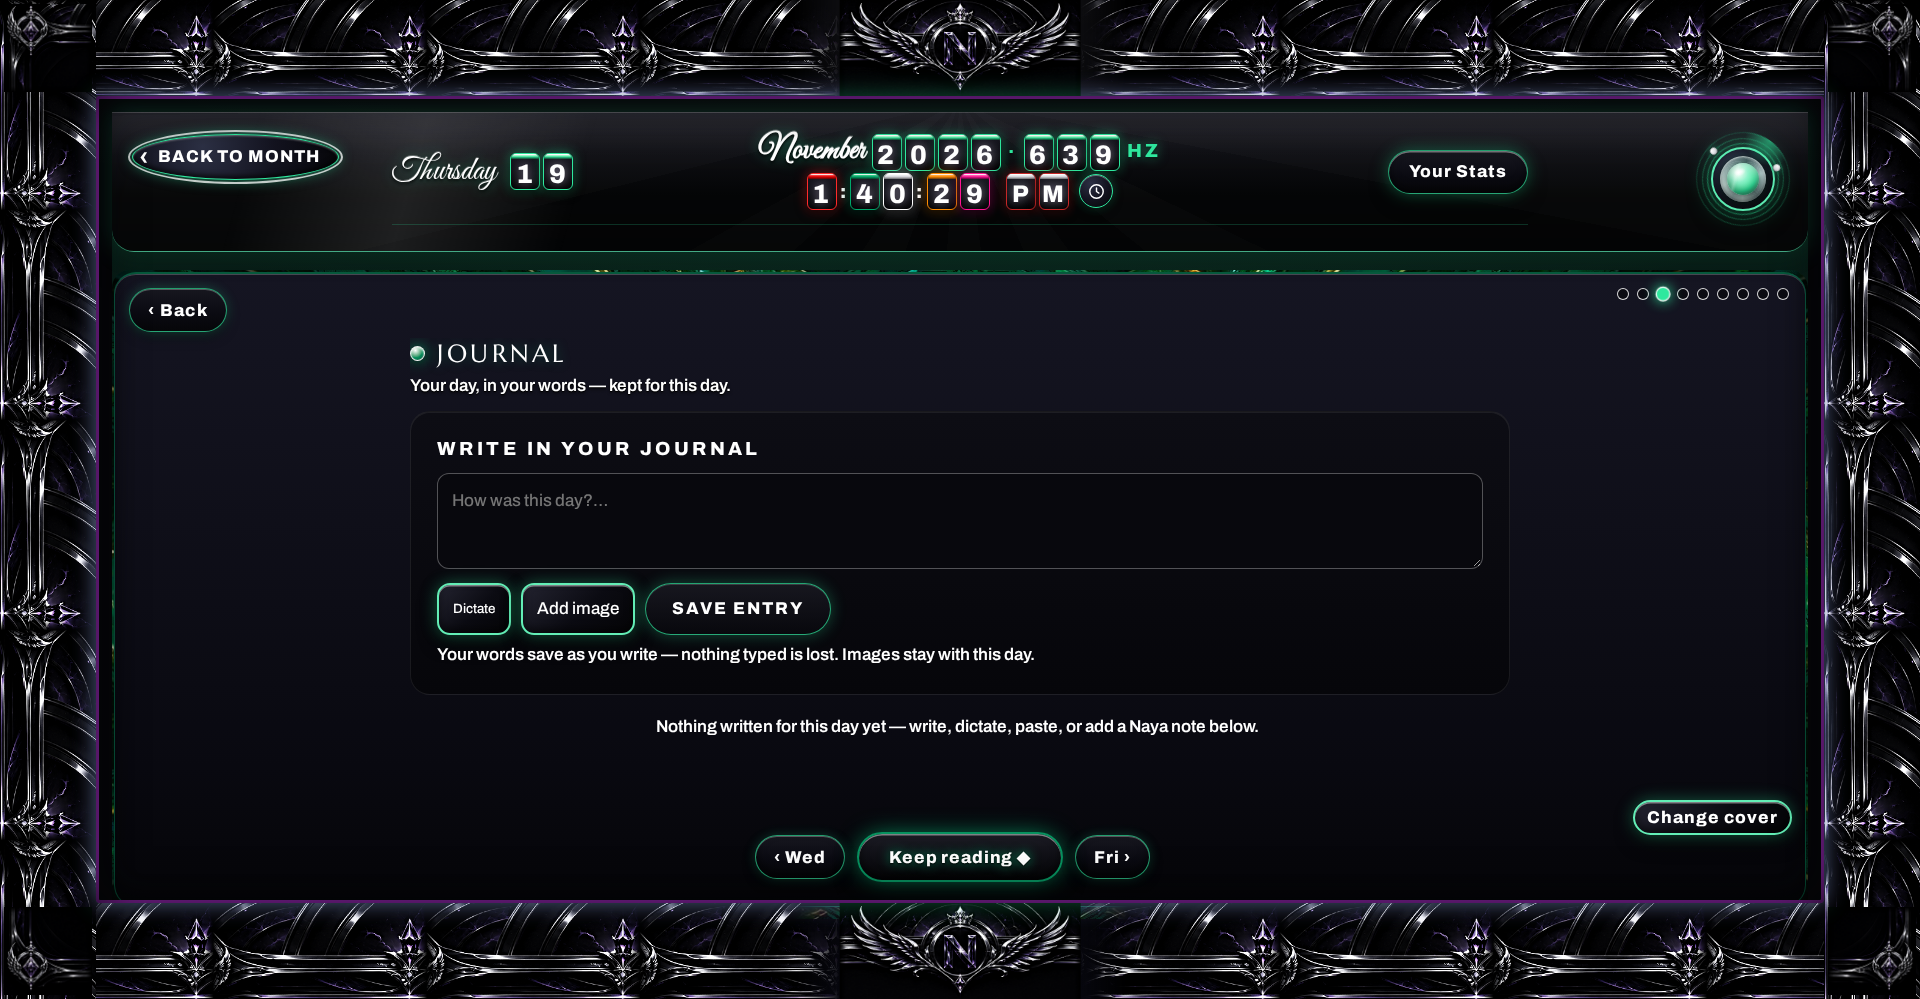 ‹ BACK TO MONTH
Thursday 19
November 2026 · 639 HZ
1:40:29 PM
Your Stats
‹ Back
JOURNAL
Your day, in your words — kept for this day.
WRITE IN YOUR JOURNAL
How was this day?...
Dictate
Add image
SAVE ENTRY
Your words save as you write — nothing typed is lost. Images stay with this day.
Nothing written for this day yet — write, dictate, paste, or add a Naya note below.
Change cover
‹ Wed
Keep reading ◆
Fri ›
N
N